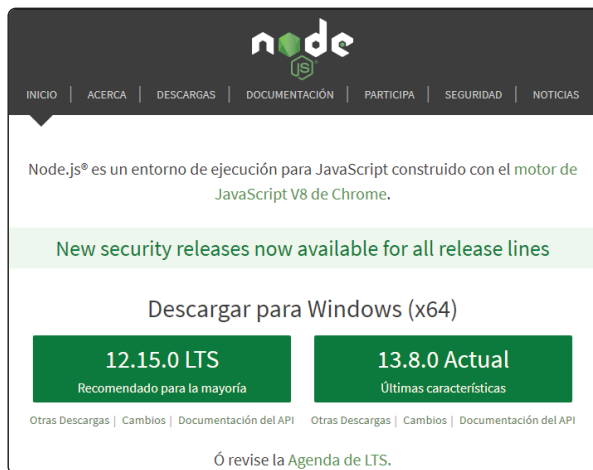 node
JS
INICIO | ACERCA | DESCARGAS | DOCUMENTACIÓN | PARTICIPA | SEGURIDAD | NOTICIAS
Node.js® es un entorno de ejecución para JavaScript construido con el motor de
JavaScript V8 de Chrome.
New security releases now available for all release lines
Descargar para Windows (x64)
12.15.0 LTS
Recomendado para la mayoría
13.8.0 Actual
Últimas características
Otras Descargas | Cambios | Documentación del API
Otras Descargas | Cambios | Documentación del API
Ó revise la Agenda de LTS.